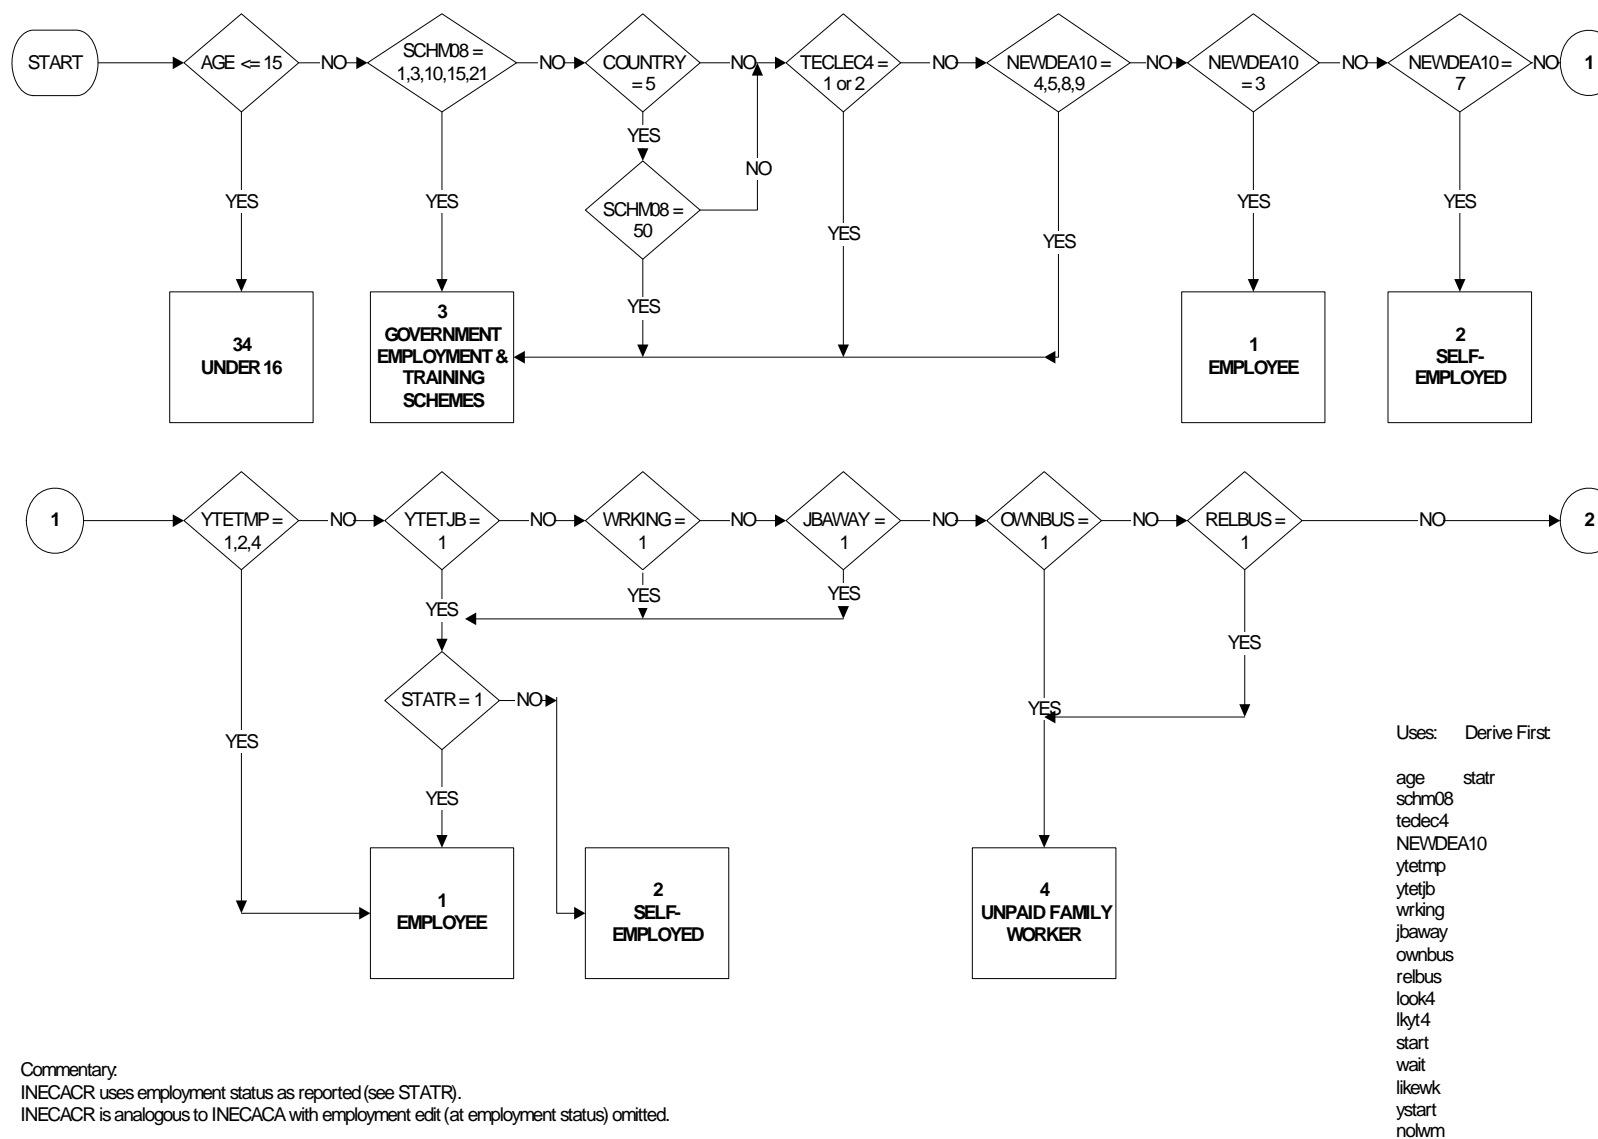 START
AGE <= 15
NO
SCHM08 =
1,3,10,15,21
NO
COUNTRY
= 5
NO
TECLEC4 =
1 or 2
NO
NEWDEA10 =
4,5,8,9
NO
NEWDEA10
= 3
NO
NEWDEA10 =
7
NO
1
YES
NO
YES
YES
SCHM08 =
50
YES
YES
YES
YES
YES
34
UNDER 16
3
GOVERNMENT
EMPLOYMENT &
TRAINING
SCHEMES
1
EMPLOYEE
2
SELF-
EMPLOYED
1
YTETMP =
1,2,4
NO
YTETJB =
1
NO
WRKING =
1
NO
JBAWAY =
1
NO
OWNBUS =
1
NO
RELBUS =
1
NO
2
YES
YES
YES
YES
STATR = 1
NO
YES
YES
YES
1
EMPLOYEE
2
SELF-
EMPLOYED
4
UNPAID FAMILY
WORKER
Uses: Derive First:
age statr
schm08
teclec4
NEWDEA10
ytetmp
ytetjb
wrking
jbaway
ownbus
relbus
look4
lkyt4
start
wait
likewk
ystart
nolwm
Commentary:
INECACR uses employment status as reported (see STATR).
INECACR is analogous to INECACA with employment edit (at employment status) omitted.